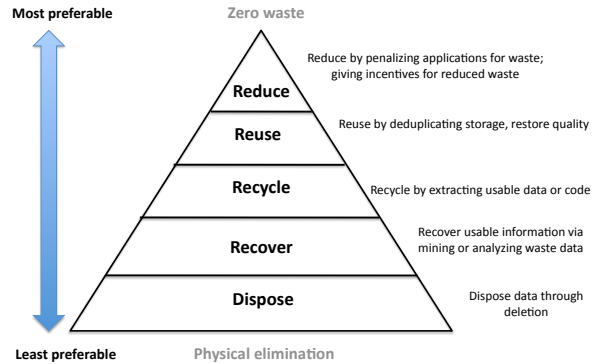 Most preferable
Zero waste
Reduce by penalizing applications for waste;
giving incentives for reduced waste
Reduce
Reuse by deduplicating storage, restore quality
Reuse
Recycle
Recycle by extracting usable data or code
Recover usable information via
mining or analyzing waste data
Recover
Dispose
Dispose data through
deletion
Least preferable
Physical elimination